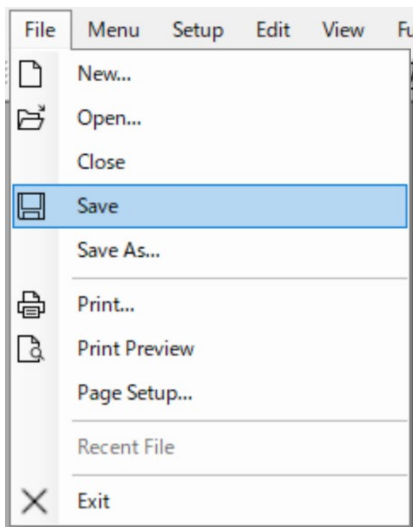 File Menu Setup Edit View Fu
New...
Open...
Close
Save
Save As...
Print...
Print Preview
Page Setup...
Recent File
Exit